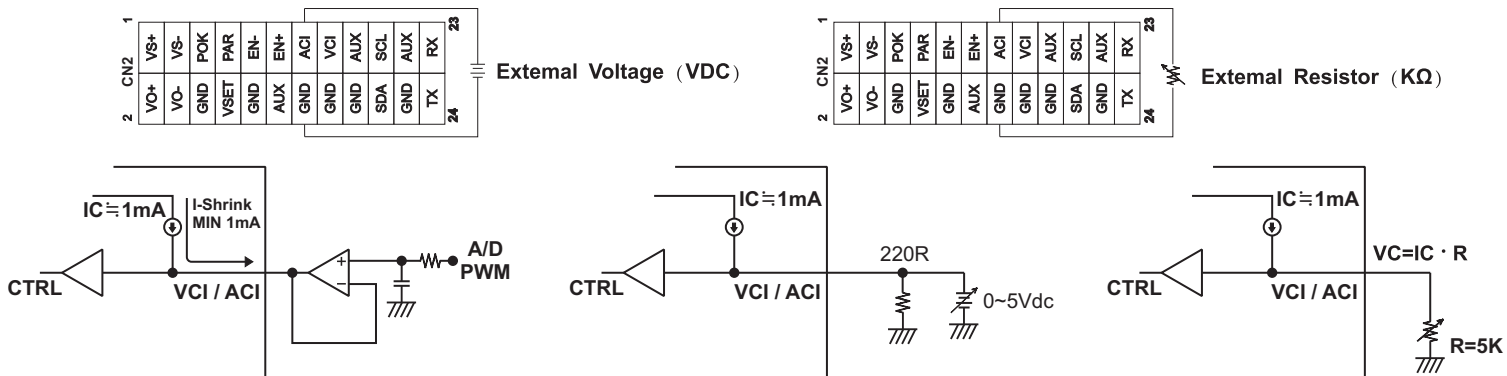 1 23
CN2
VS+ VS- POK PAR EN- EN+ ACI VCI AUX SCL AUX RX
VO+ VO- GND VSET GND AUX GND GND GND SDA GND TX
2 24
Extemal Voltage (VDC)
1 23
CN2
VS+ VS- POK PAR EN- EN+ ACI VCI AUX SCL AUX RX
VO+ VO- GND VSET GND AUX GND GND GND SDA GND TX
2 24
Extemal Resistor (KΩ)
IC≒1mA
I-Shrink
MIN 1mA
CTRL
VCI / ACI
+
−
A/D
PWM
IC≒1mA
CTRL
VCI / ACI
220R
0~5Vdc
IC≒1mA
CTRL
VCI / ACI
VC=IC · R
R=5K